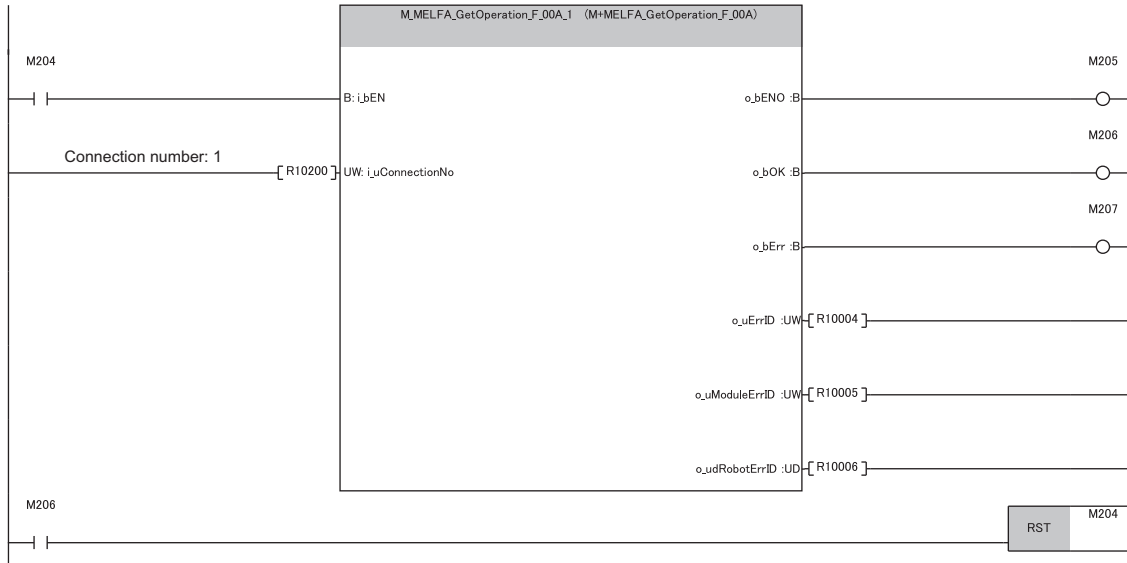 M_MELFA_GetOperation_F_00A_1 (M+MELFA_GetOperation_F_00A)
M204
M205
B: i_bEN
o_bENO :B
M206
Connection number: 1
R10200
UW: i_uConnectionNo
o_bOK :B
M207
o_bErr :B
o_uErrID :UW
R10004
o_uModuleErrID :UW
R10005
o_udRobotErrID :UD
R10006
M206
RST
M204